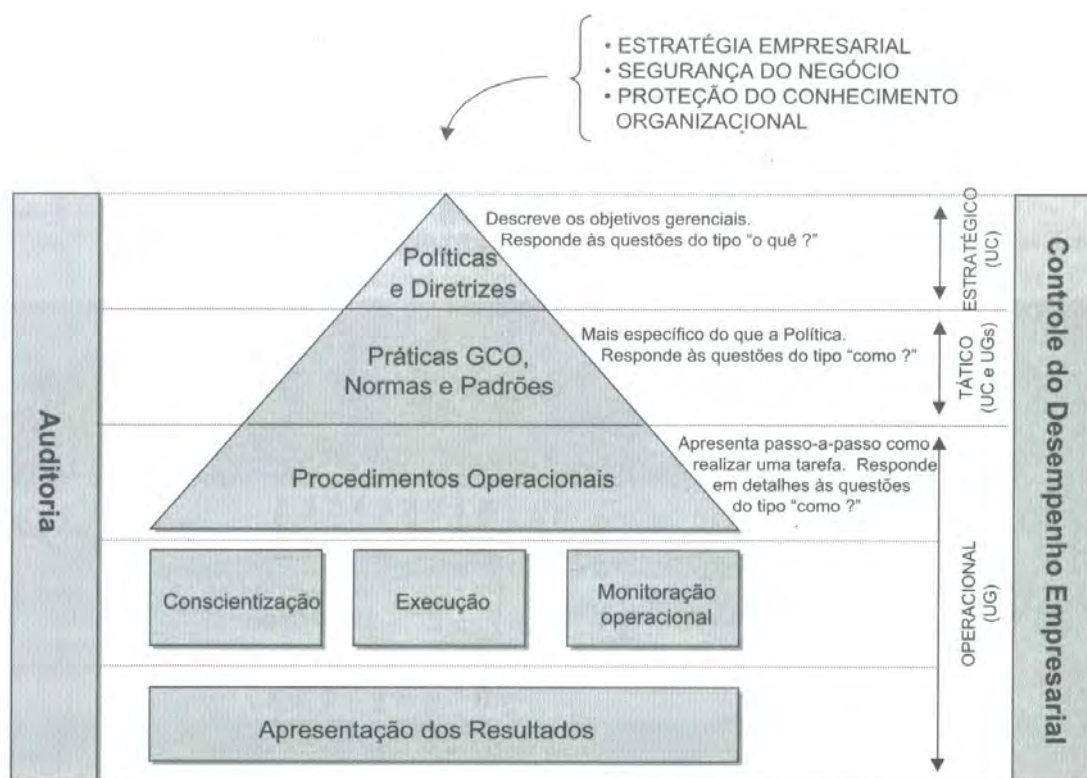 • ESTRATÉGIA EMPRESARIAL
• SEGURANÇA DO NEGÓCIO
• PROTEÇÃO DO CONHECIMENTO
ORGANIZACIONAL
Auditoria
Políticas
e Diretrizes
Descreve os objetivos gerenciais.
Responde às questões do tipo “o quê ?”
ESTRATÉGICO
(UC)
Práticas GCO,
Normas e Padrões
Mais específico do que a Política.
Responde às questões do tipo “como ?”
TÁTICO
(UC e UGs)
Procedimentos Operacionais
Apresenta passo-a-passo como
realizar uma tarefa. Responde
em detalhes às questões
do tipo “como ?”
Conscientização
Execução
Monitoração
operacional
Apresentação dos Resultados
OPERACIONAL
(UG)
Controle do Desempenho Empresarial